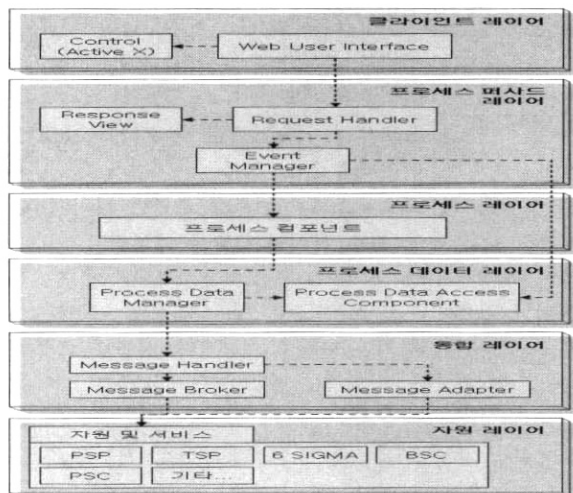 클라이언트 레이어
Control
(Active X)
Web User Interface
프로세스 퍼사드
레이어
Response
View
Request Handler
Event
Manager
프로세스 레이어
프로세스 컴포넌트
프로세스 데이터 레이어
Process Data
Manager
Process Data Access
Component
통합 레이어
Message Handler
Message Broker
Message Adapter
자원 레이어
자원 및 서비스
PSP
TSP
6 SIGMA
BSC
PSC
기타...